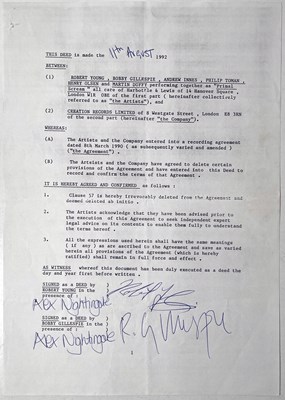 THIS DEED is made the 11th August 1992
BETWEEN:
(1) ROBERT YOUNG, BOBBY GILLESPIE, ANDREW INNES, PHILIP TOMAN,
HENRY OLSEN and MARTIN DUFFY performing together as "Primal
Scream" all care of Harbottle & Lewis of 14 Hanover Square,
London W1R 0BE of the first part ( hereinafter collectively
referred to as "the Artists"), and
(2) CREATION RECORDS LIMITED of 8 Westgate Street, London E8 3RN
of the second part (hereinafter "the Company").
WHEREAS:
(A) The Artists and the Company entered into a recording agreement
dated 8th March 1990 ( as subsequently varied and amended )
("the Agreement").
(B) The Artists and Company have agreed to delete certain
provisions of the Agreement and have entered into this Deed to
record and confirm the terms of that Agreement.
IT IS HEREBY AGREED AND CONFIRMED as follows :
1. Clause 17 is hereby irrevocably deleted from the Agreement and
deemed deleted ab initio.
2. The Artists acknowledge that they have been advised prior to
the execution of this Agreement to seek independent expert
legal advice on its contents to enable them fully to understand
the terms hereof .
3. All the expressions used herein shall have the same meanings
( if any ) as are ascribed to the Agreement and save as varied
herein all provisions of the Agreement (which is hereby
ratified) shall remain in full force and effect .
AS WITNESS whereof this document has been duly executed as a deed the
day and year first before written .
SIGNED as a DEED by )
ROBERT YOUNG in the )
presence of :
Alex Nightingale
SIGNED as a DEED by )
BOBBY GILLESPIE in the )
presence of :
Alex Nightingale R. Gillespie
1